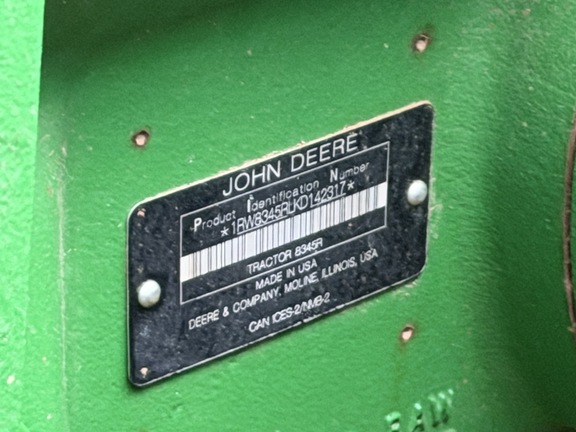 JOHN DEERE
Product Identification Number
*1RW8345RLKD142317*
TRACTOR 8345R
MADE IN USA
DEERE & COMPANY, MOLINE, ILLINOIS, USA
CAN ICES-2/NMB-2
RAW